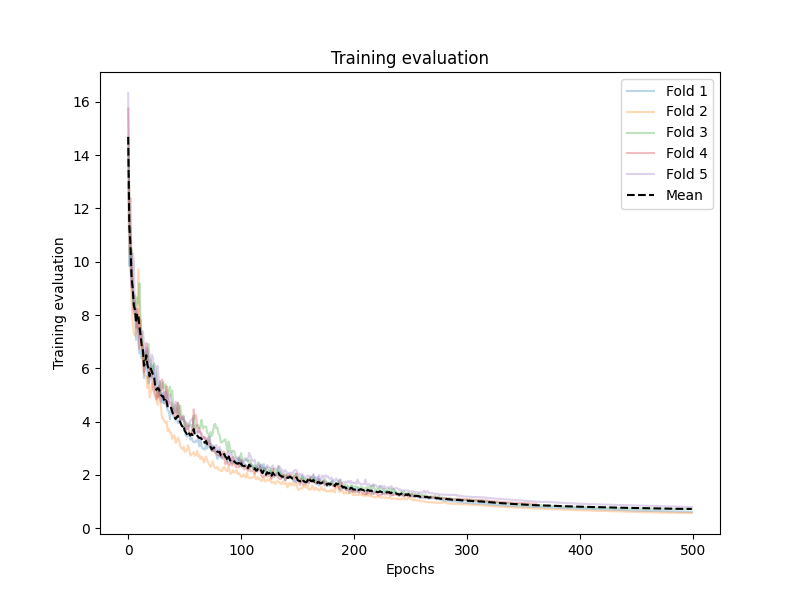 Training evaluation
Fold 1
Fold 2
Fold 3
Fold 4
Fold 5
Mean
Training evaluation
16
14
12
10
8
6
4
2
0
0 100 200 300 400 500
Epochs